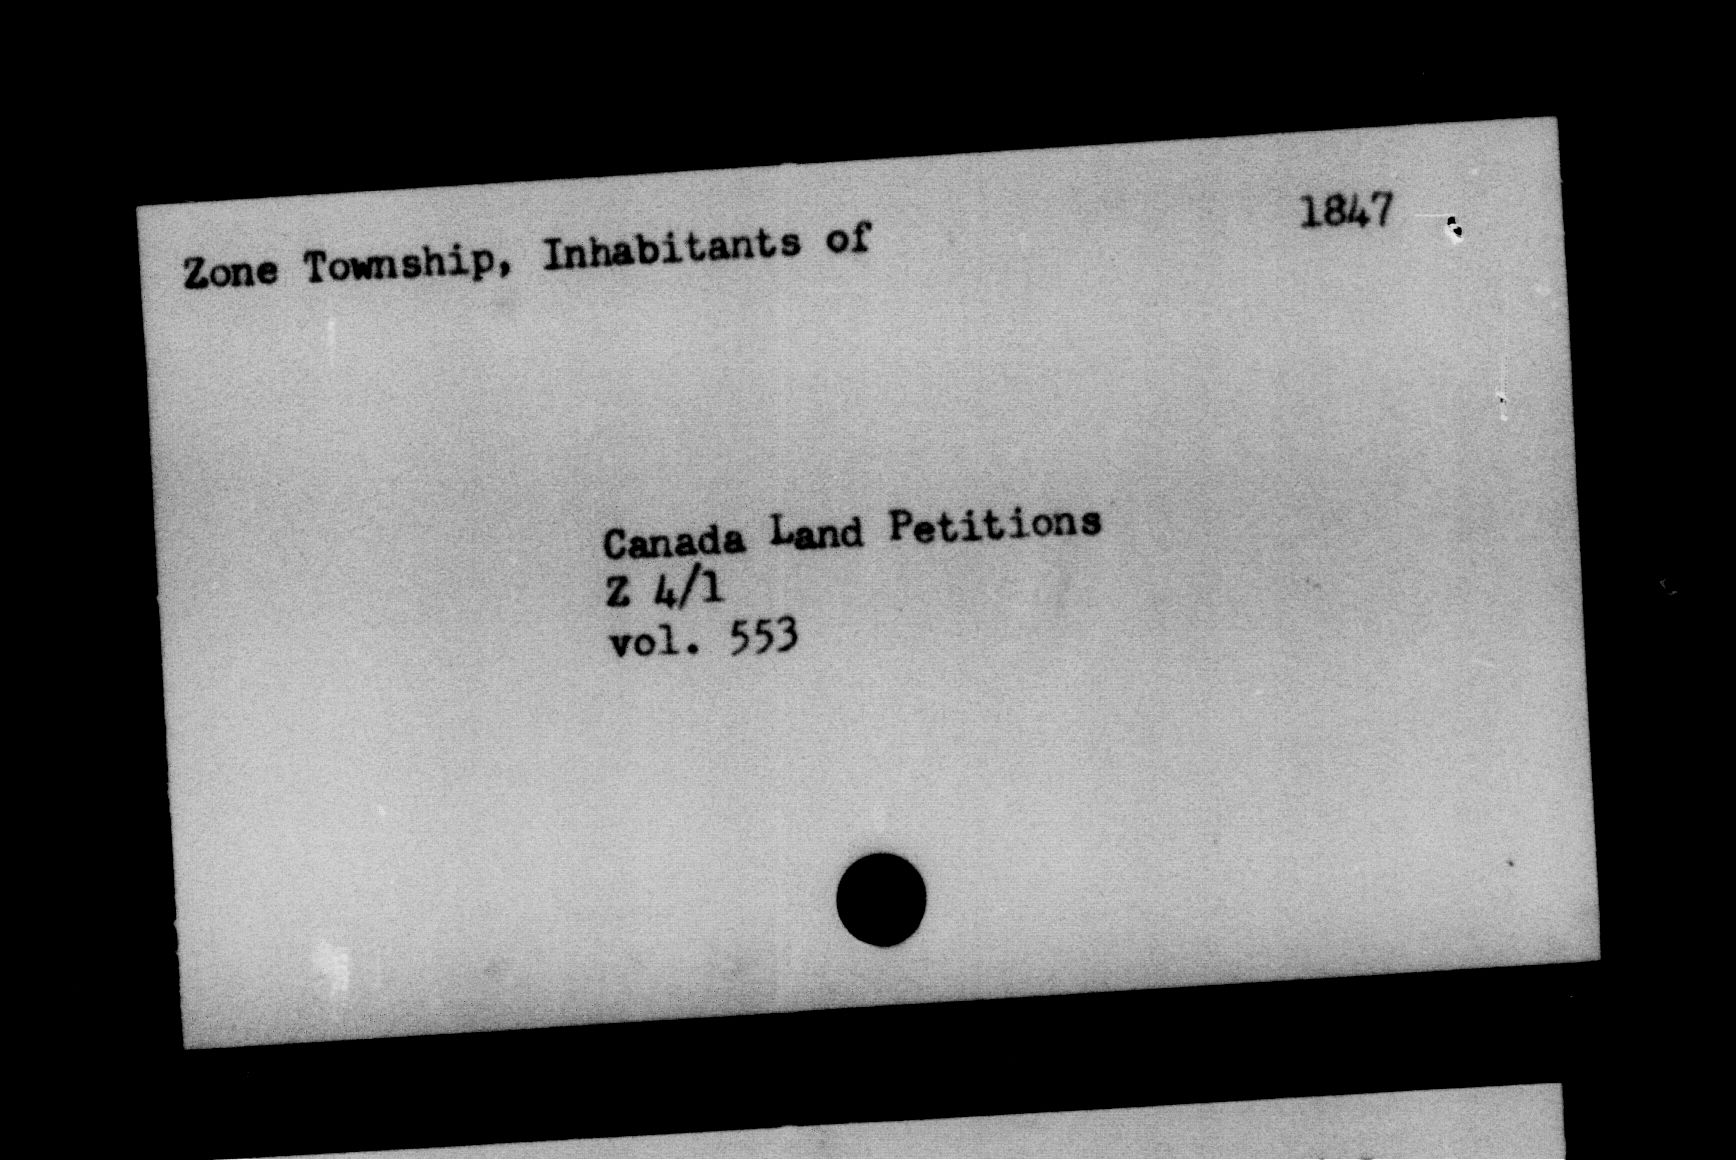 Zone Township, Inhabitants of 1847
Canada Land Petitions
Z 4/1
vol. 553